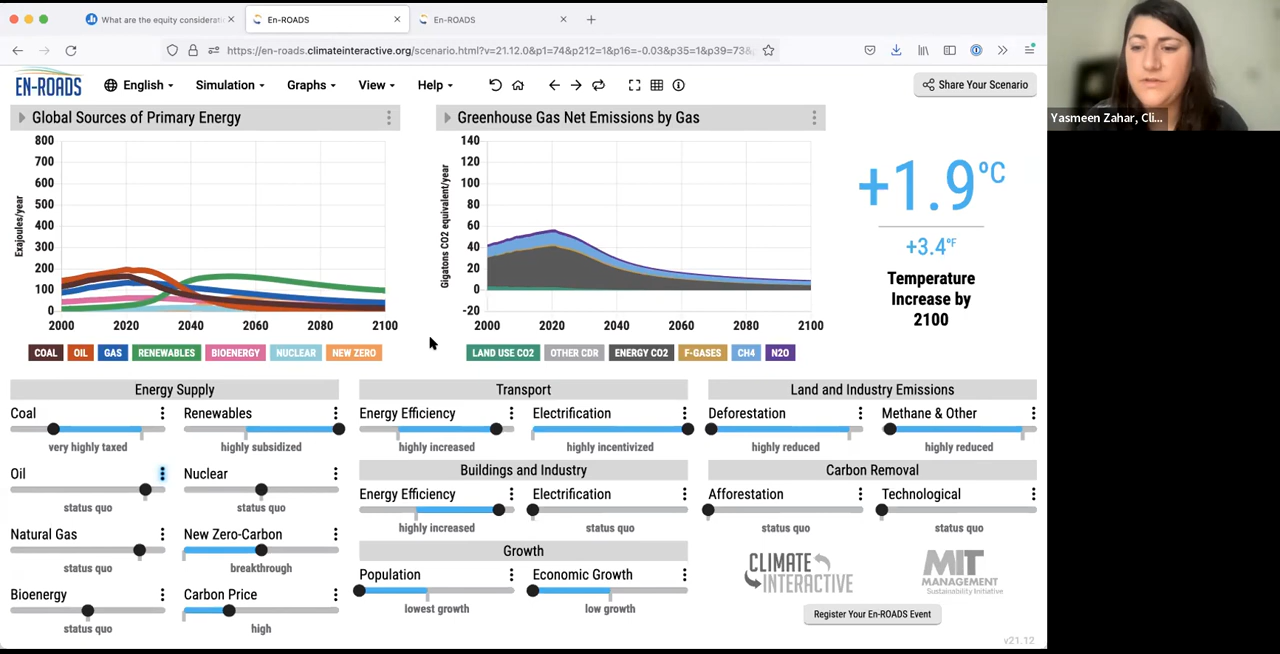 What are the equity considerati
En-ROADS
En-ROADS
https://en-roads.climateinteractive.org/scenario.html?v=21.12.0&p1=74&p212=1&p16=-0.03&p35=1&p39=73&
EN-ROADS
English
Simulation
Graphs
View
Help
Share Your Scenario
Yasmeen Zahar, Cli...
Global Sources of Primary Energy
Exajoules/year
800
700
600
500
400
300
200
100
0
2000 2020 2040 2060 2080 2100
COAL OIL GAS RENEWABLES BIOENERGY NUCLEAR NEW ZERO
Greenhouse Gas Net Emissions by Gas
Gigatons CO2 equivalent/year
140
120
100
80
60
40
20
0
-20
2000 2020 2040 2060 2080 2100
LAND USE CO2 OTHER CDR ENERGY CO2 F-GASES CH4 N2O
+1.9°C
+3.4°F
Temperature
Increase by
2100
Energy Supply
Coal
very highly taxed
Renewables
highly subsidized
Oil
status quo
Nuclear
status quo
Natural Gas
status quo
New Zero-Carbon
breakthrough
Bioenergy
status quo
Carbon Price
high
Transport
Energy Efficiency
highly increased
Electrification
highly incentivized
Buildings and Industry
Energy Efficiency
highly increased
Electrification
status quo
Growth
Population
lowest growth
Economic Growth
low growth
Land and Industry Emissions
Deforestation
highly reduced
Methane & Other
highly reduced
Carbon Removal
Afforestation
status quo
Technological
status quo
CLIMATE
INTERACTIVE
MIT
MANAGEMENT
Sustainability Initiative
Register Your En-ROADS Event
v21.12